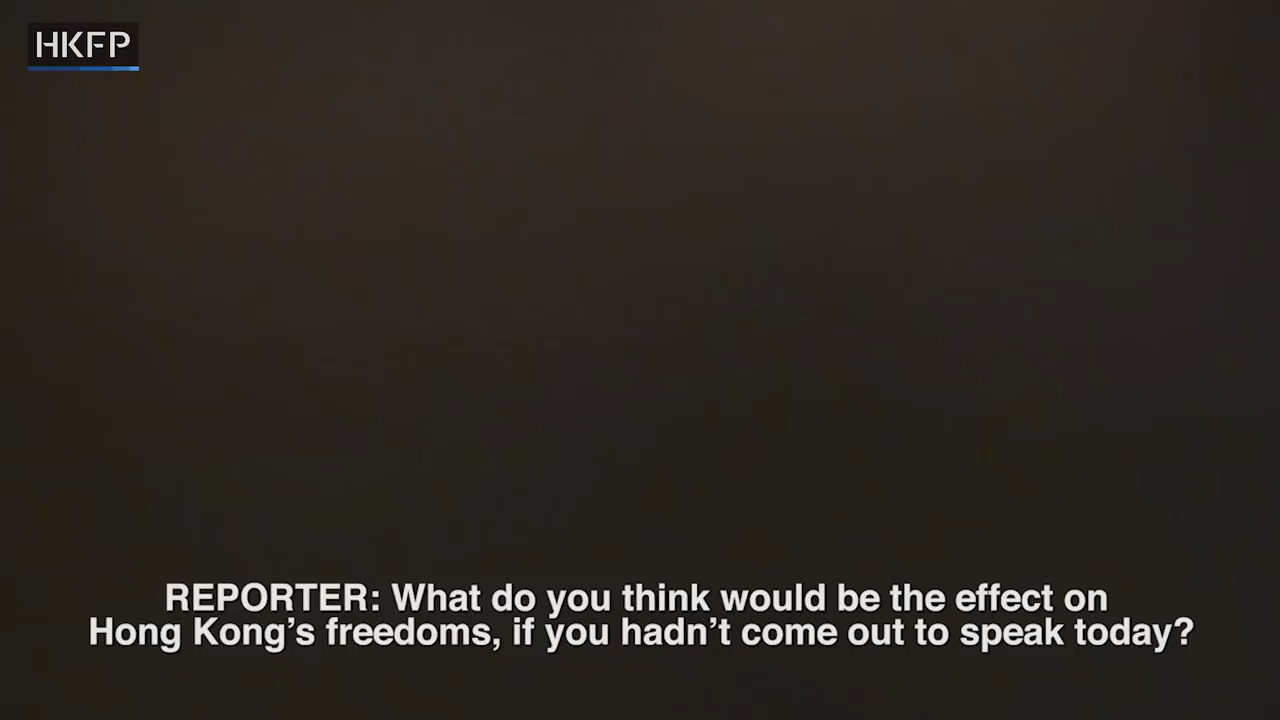 HKFP
REPORTER: What do you think would be the effect on
Hong Kong’s freedoms, if you hadn’t come out to speak today?